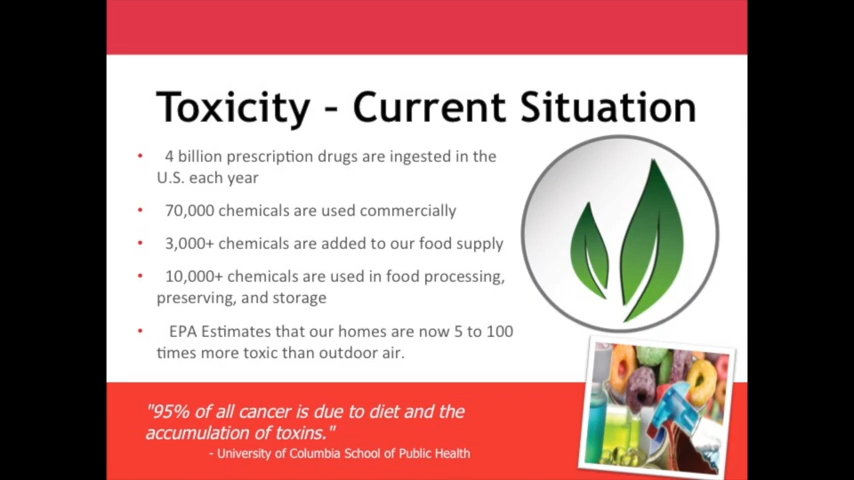 Toxicity – Current Situation
• 4 billion prescription drugs are ingested in the
U.S. each year
• 70,000 chemicals are used commercially
• 3,000+ chemicals are added to our food supply
• 10,000+ chemicals are used in food processing,
preserving, and storage
• EPA Estimates that our homes are now 5 to 100
times more toxic than outdoor air.
"95% of all cancer is due to diet and the
accumulation of toxins."
- University of Columbia School of Public Health